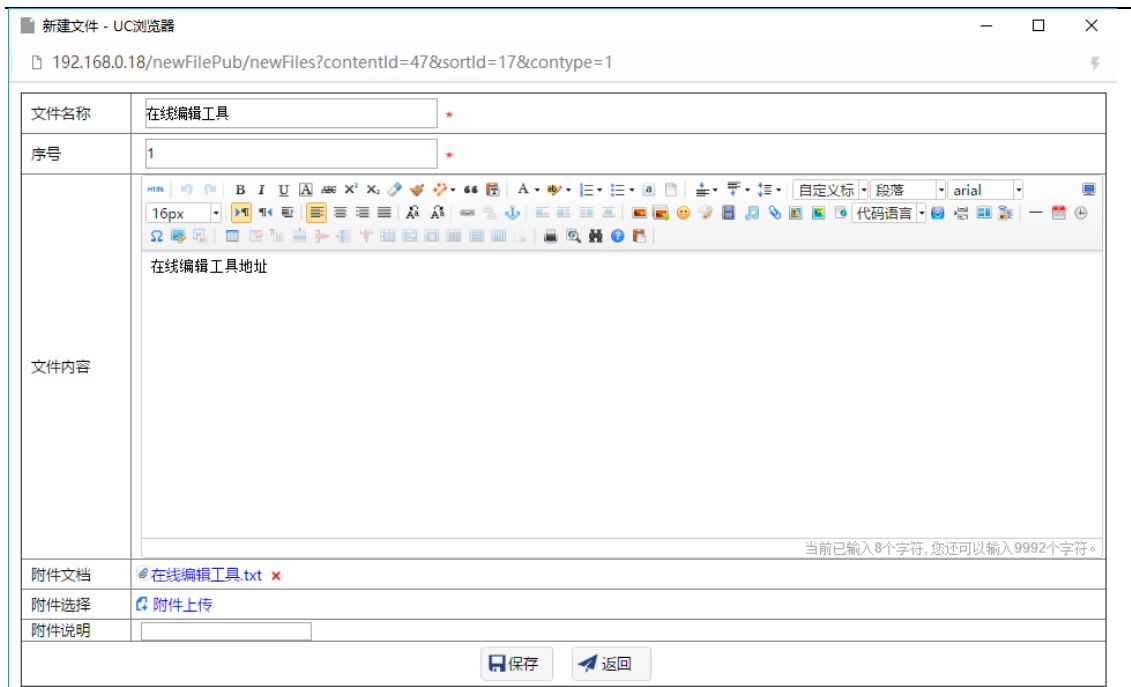 新建文件 - UC浏览器
192.168.0.18/newFilePub/newFiles?contentId=47&sortId=17&contype=1
文件名称 在线编辑工具 *
序号 1 *
HTML B I U A ABC X² X₂ A 自定义标 段落 arial
16px 代码语言
Ω
文件内容
在线编辑工具地址
当前已输入8个字符,您还可以输入9992个字符。
附件文档 在线编辑工具.txt
附件选择 附件上传
附件说明
保存 返回